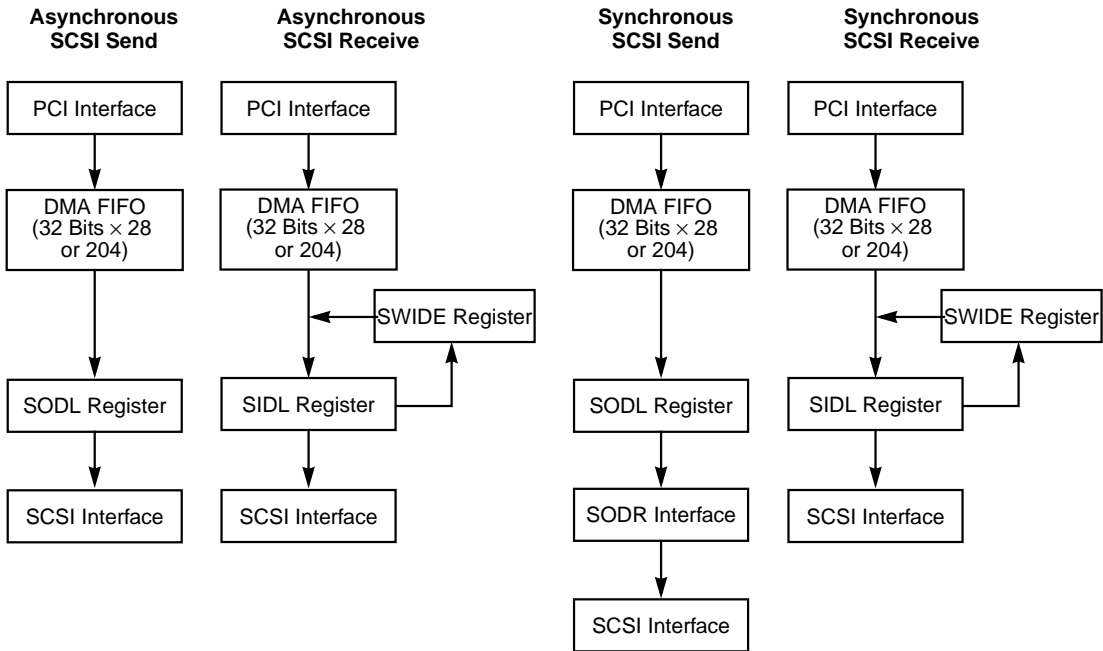 Asynchronous
SCSI Send
PCI Interface
DMA FIFO
(32 Bits × 28
or 204)
SODL Register
SCSI Interface
Asynchronous
SCSI Receive
PCI Interface
DMA FIFO
(32 Bits × 28
or 204)
SWIDE Register
SIDL Register
SCSI Interface
Synchronous
SCSI Send
PCI Interface
DMA FIFO
(32 Bits × 28
or 204)
SODL Register
SODR Interface
SCSI Interface
Synchronous
SCSI Receive
PCI Interface
DMA FIFO
(32 Bits × 28
or 204)
SWIDE Register
SIDL Register
SCSI Interface